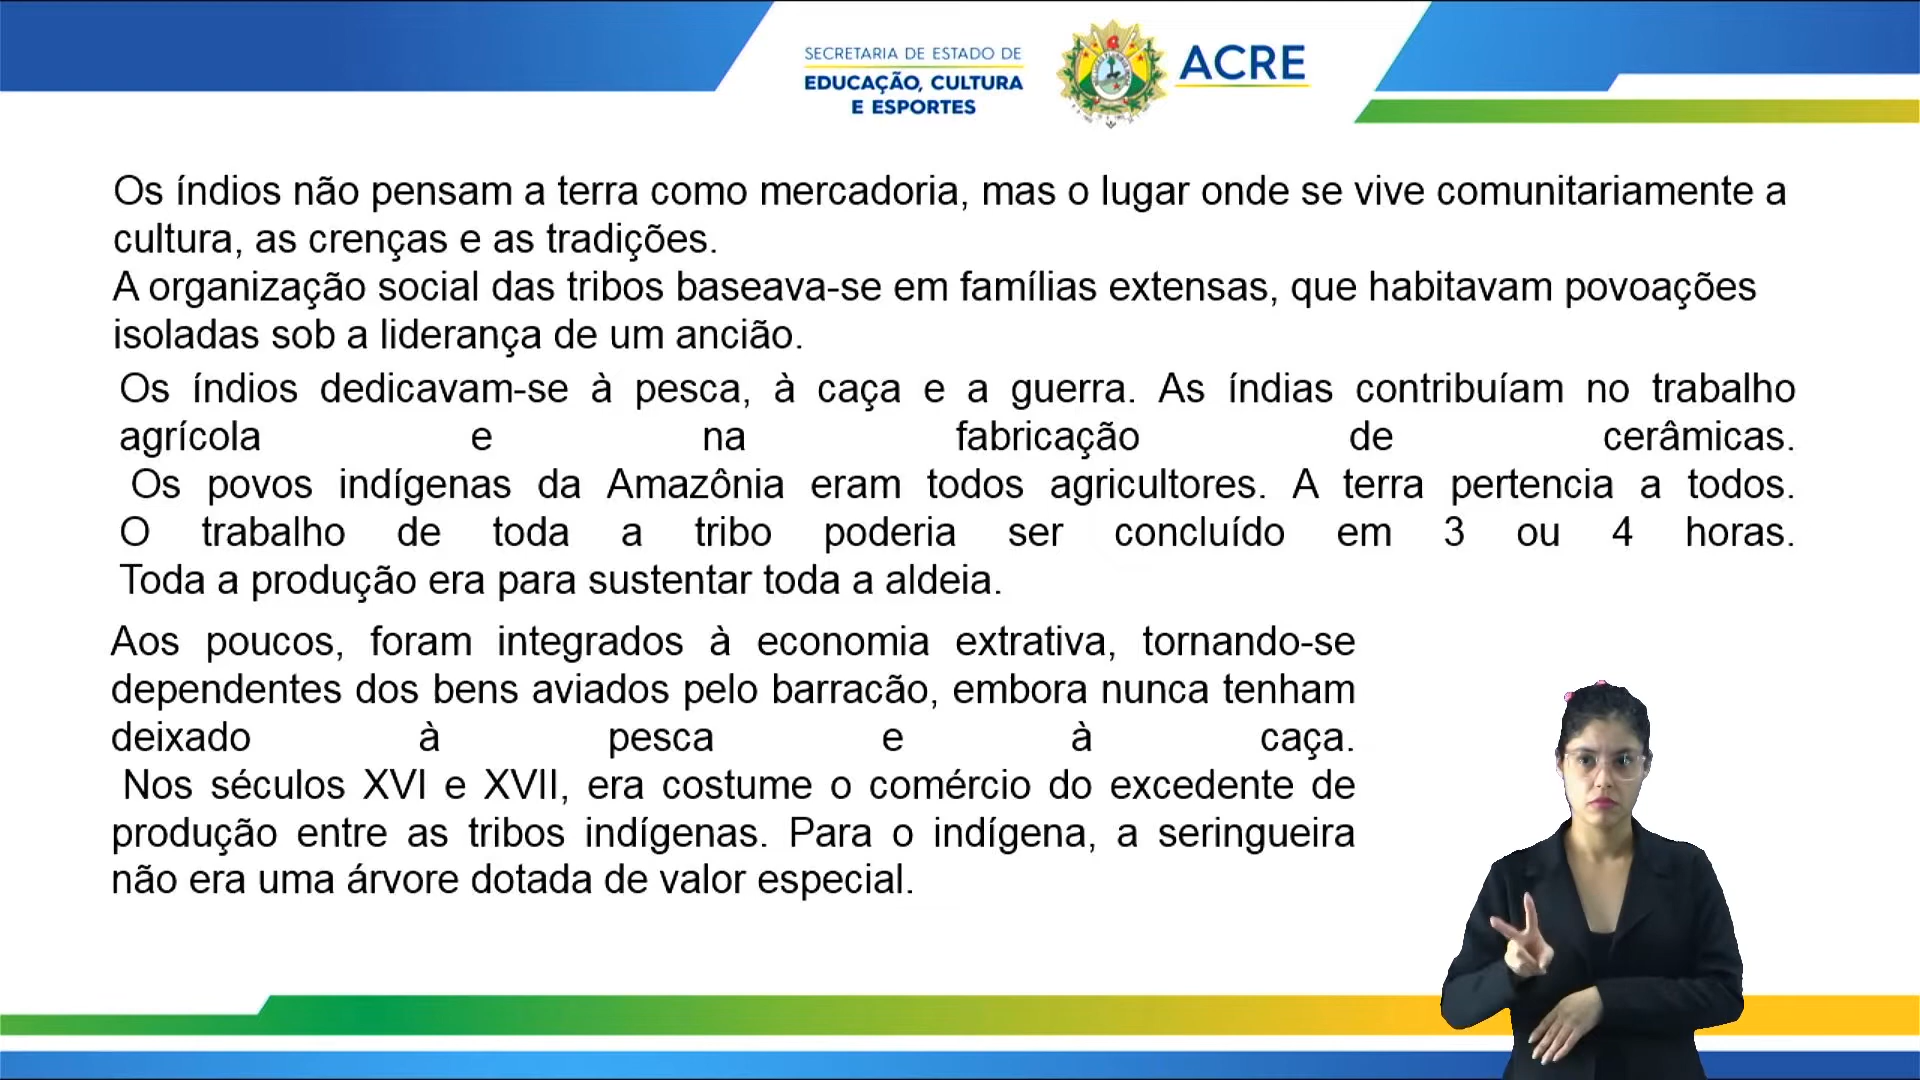 SECRETARIA DE ESTADO DE
EDUCAÇÃO, CULTURA
E ESPORTES
ACRE
Os índios não pensam a terra como mercadoria, mas o lugar onde se vive comunitariamente a
cultura, as crenças e as tradições.
A organização social das tribos baseava-se em famílias extensas, que habitavam povoações
isoladas sob a liderança de um ancião.
Os índios dedicavam-se à pesca, à caça e a guerra. As índias contribuíam no trabalho
agrícola e na fabricação de cerâmicas.
Os povos indígenas da Amazônia eram todos agricultores. A terra pertencia a todos.
O trabalho de toda a tribo poderia ser concluído em 3 ou 4 horas.
Toda a produção era para sustentar toda a aldeia.
Aos poucos, foram integrados à economia extrativa, tornando-se
dependentes dos bens aviados pelo barracão, embora nunca tenham
deixado à pesca e à caça.
Nos séculos XVI e XVII, era costume o comércio do excedente de
produção entre as tribos indígenas. Para o indígena, a seringueira
não era uma árvore dotada de valor especial.